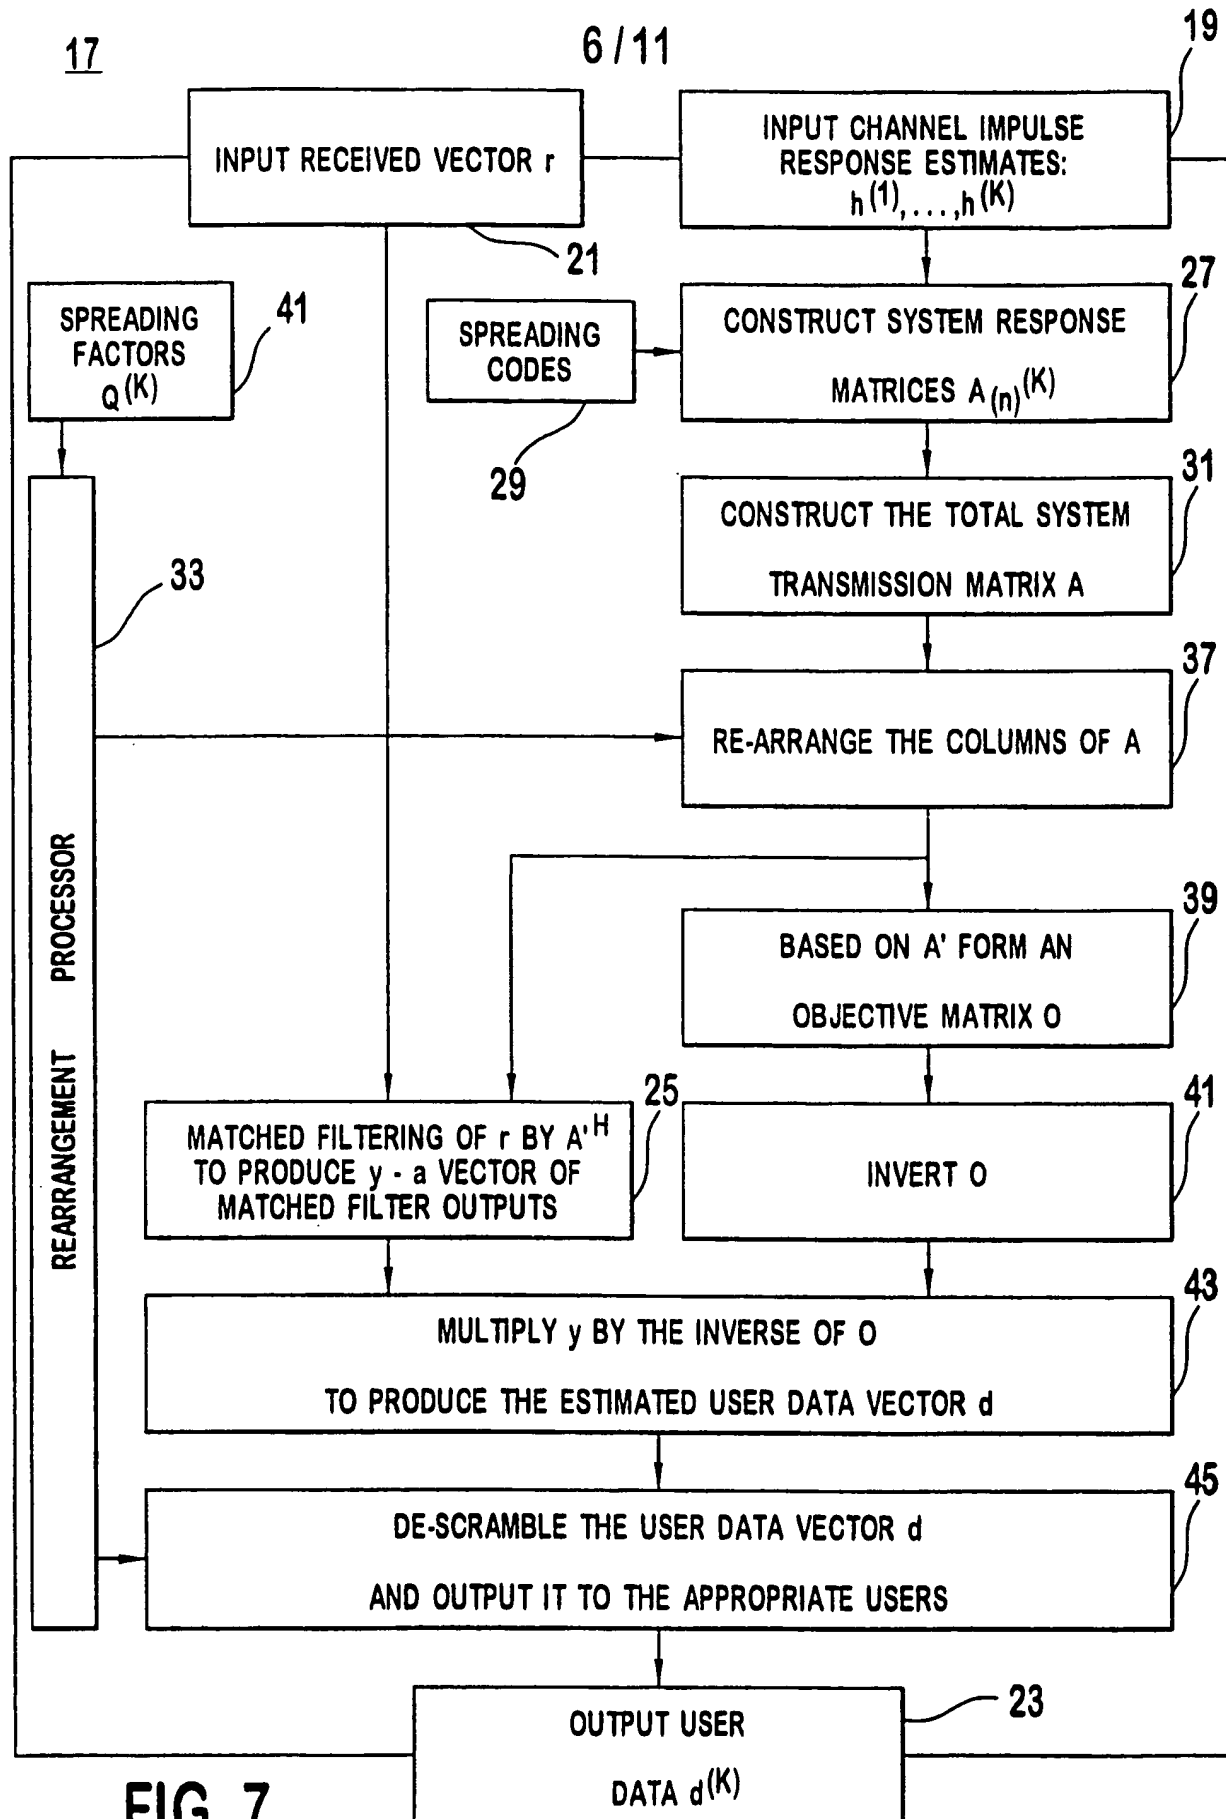 17
6 / 11
19
INPUT RECEIVED VECTOR r
INPUT CHANNEL IMPULSE
RESPONSE ESTIMATES:
h(1),...,h(K)
21
SPREADING
FACTORS
Q(K)
41
SPREADING
CODES
29
CONSTRUCT SYSTEM RESPONSE
MATRICES A(n)(K)
27
CONSTRUCT THE TOTAL SYSTEM
TRANSMISSION MATRIX A
31
33
RE-ARRANGE THE COLUMNS OF A
37
REARRANGEMENT PROCESSOR
BASED ON A' FORM AN
OBJECTIVE MATRIX O
39
MATCHED FILTERING OF r BY A'H
TO PRODUCE y - a VECTOR OF
MATCHED FILTER OUTPUTS
25
INVERT O
41
MULTIPLY y BY THE INVERSE OF O
TO PRODUCE THE ESTIMATED USER DATA VECTOR d
43
DE-SCRAMBLE THE USER DATA VECTOR d
AND OUTPUT IT TO THE APPROPRIATE USERS
45
OUTPUT USER
DATA d(K)
23
FIG. 7